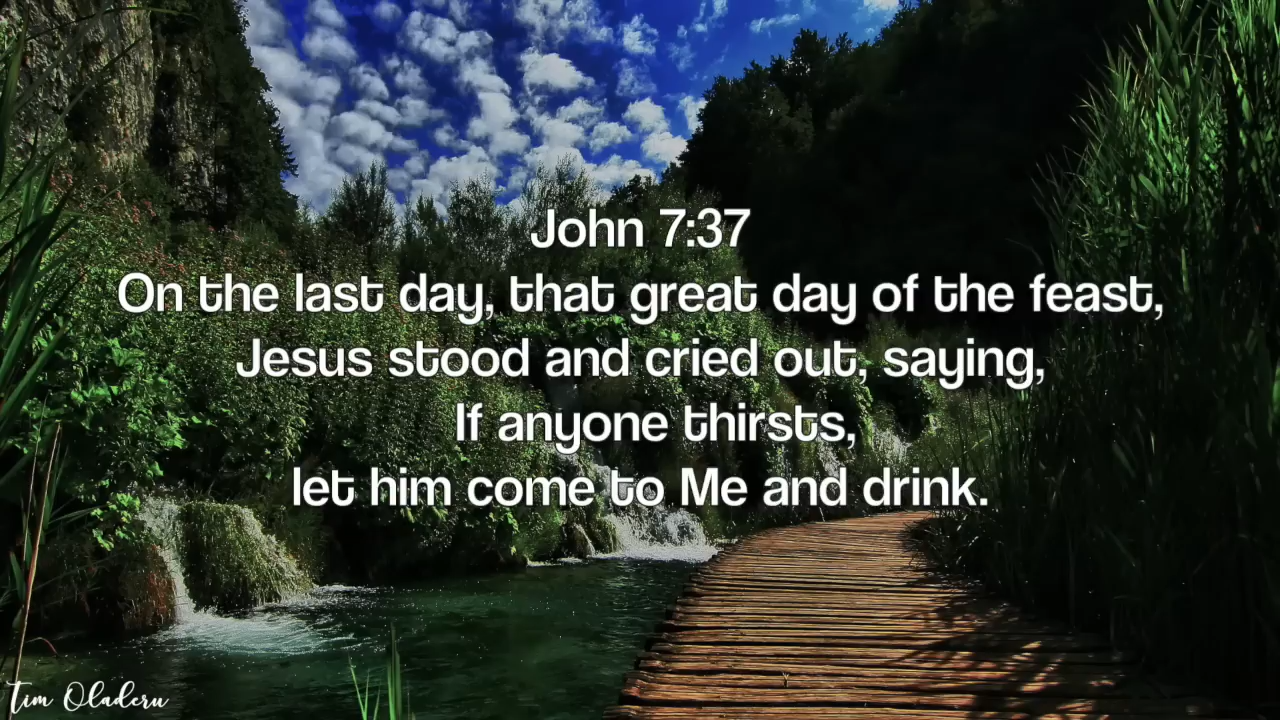 John 7:37
On the last day, that great day of the feast,
Jesus stood and cried out, saying,
If anyone thirsts,
let him come to Me and drink.
Tim Oladeru